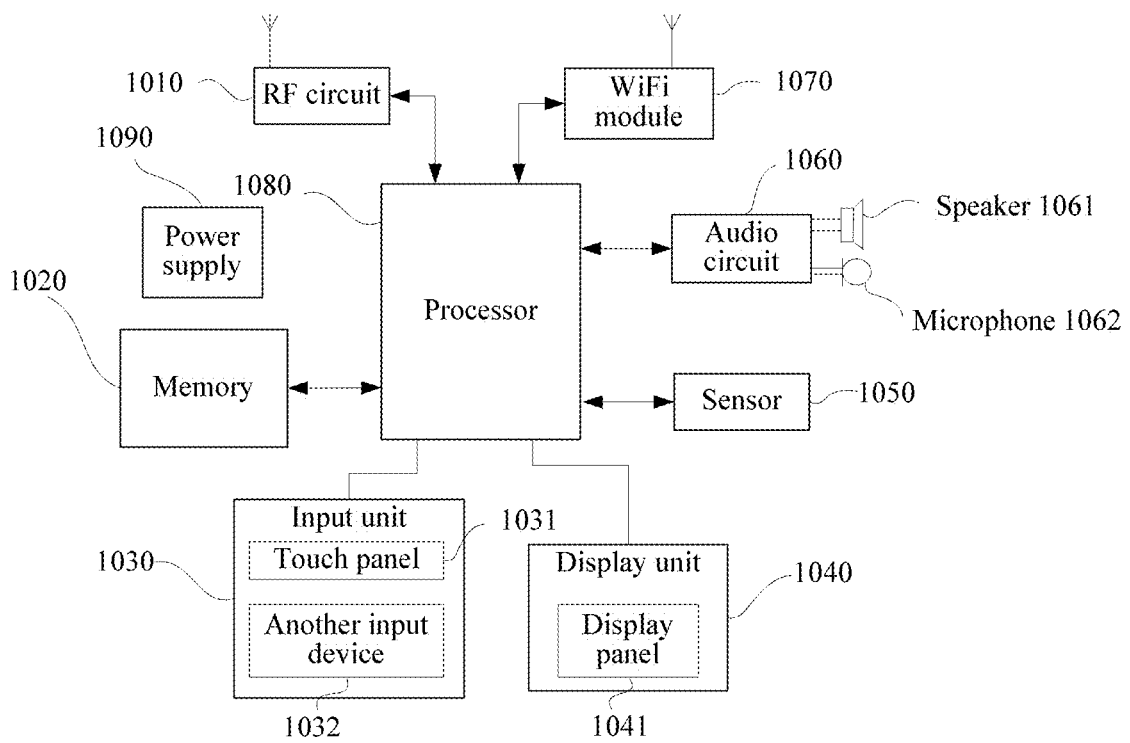 1010
RF circuit
WiFi
module
1070
1090
Power
supply
1080
Processor
1060
Audio
circuit
Speaker 1061
Microphone 1062
1020
Memory
Sensor
1050
Input unit
1031
Touch panel
1030
Another input
device
1032
Display unit
1040
Display
panel
1041